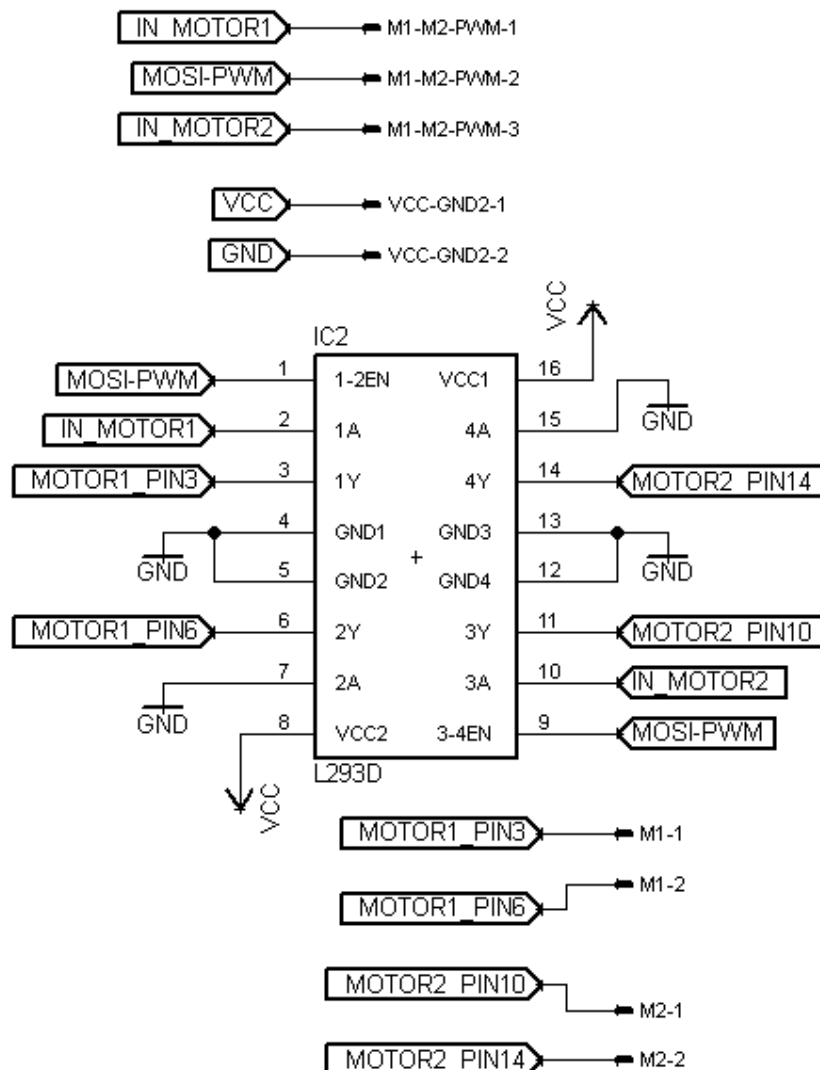 IN_MOTOR1 M1-M2-PWM-1
MOSI-PWM M1-M2-PWM-2
IN_MOTOR2 M1-M2-PWM-3
VCC VCC-GND2-1
GND VCC-GND2-2
VCC
IC2
MOSI-PWM 1 1-2EN VCC1 16
IN_MOTOR1 2 1A 4A 15 GND
MOTOR1_PIN3 3 1Y 4Y 14 MOTOR2_PIN14
GND 4 GND1 GND3 13 GND
5 GND2 + GND4 12
MOTOR1_PIN6 6 2Y 3Y 11 MOTOR2_PIN10
GND 7 2A 3A 10 IN_MOTOR2
8 VCC2 3-4EN 9 MOSI-PWM
VCC
L293D
MOTOR1_PIN3 M1-1
MOTOR1_PIN6 M1-2
MOTOR2_PIN10 M2-1
MOTOR2_PIN14 M2-2